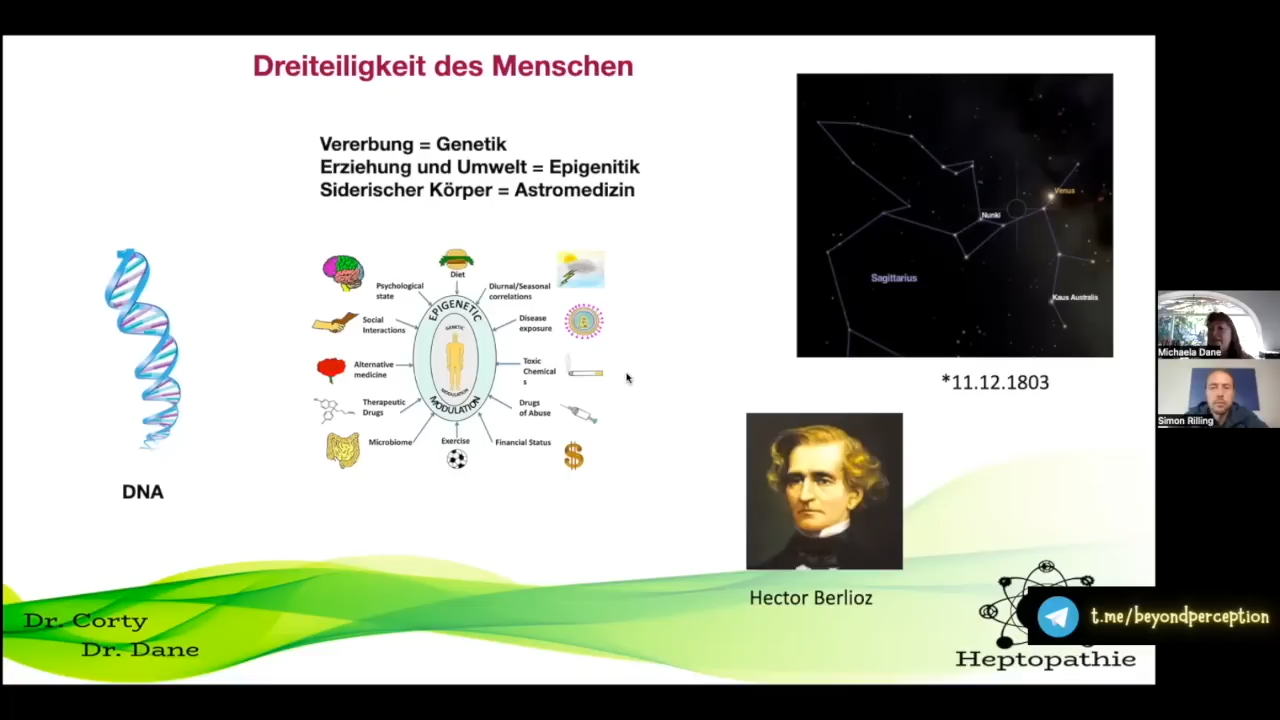 Dreiteiligkeit des Menschen
Vererbung = Genetik
Erziehung und Umwelt = Epigenitik
Siderischer Körper = Astromedizin
DNA
Diet
Psychological
state
Diurnal/Seasonal
correlations
Social
Interactions
Disease
exposure
Alternative
medicine
Toxic
Chemical
s
Therapeutic
Drugs
Drugs
of Abuse
Microbiome
Exercise
Financial Status
EPIGENETIC
GENETIC
MODULATION
MODULATION
Venus
Nunki
Sagittarius
Kaus Australis
*11.12.1803
Hector Berlioz
Michaela Dane
Simon Rilling
Dr. Corty
Dr. Dane
t.me/beyondperception
Heptopathie